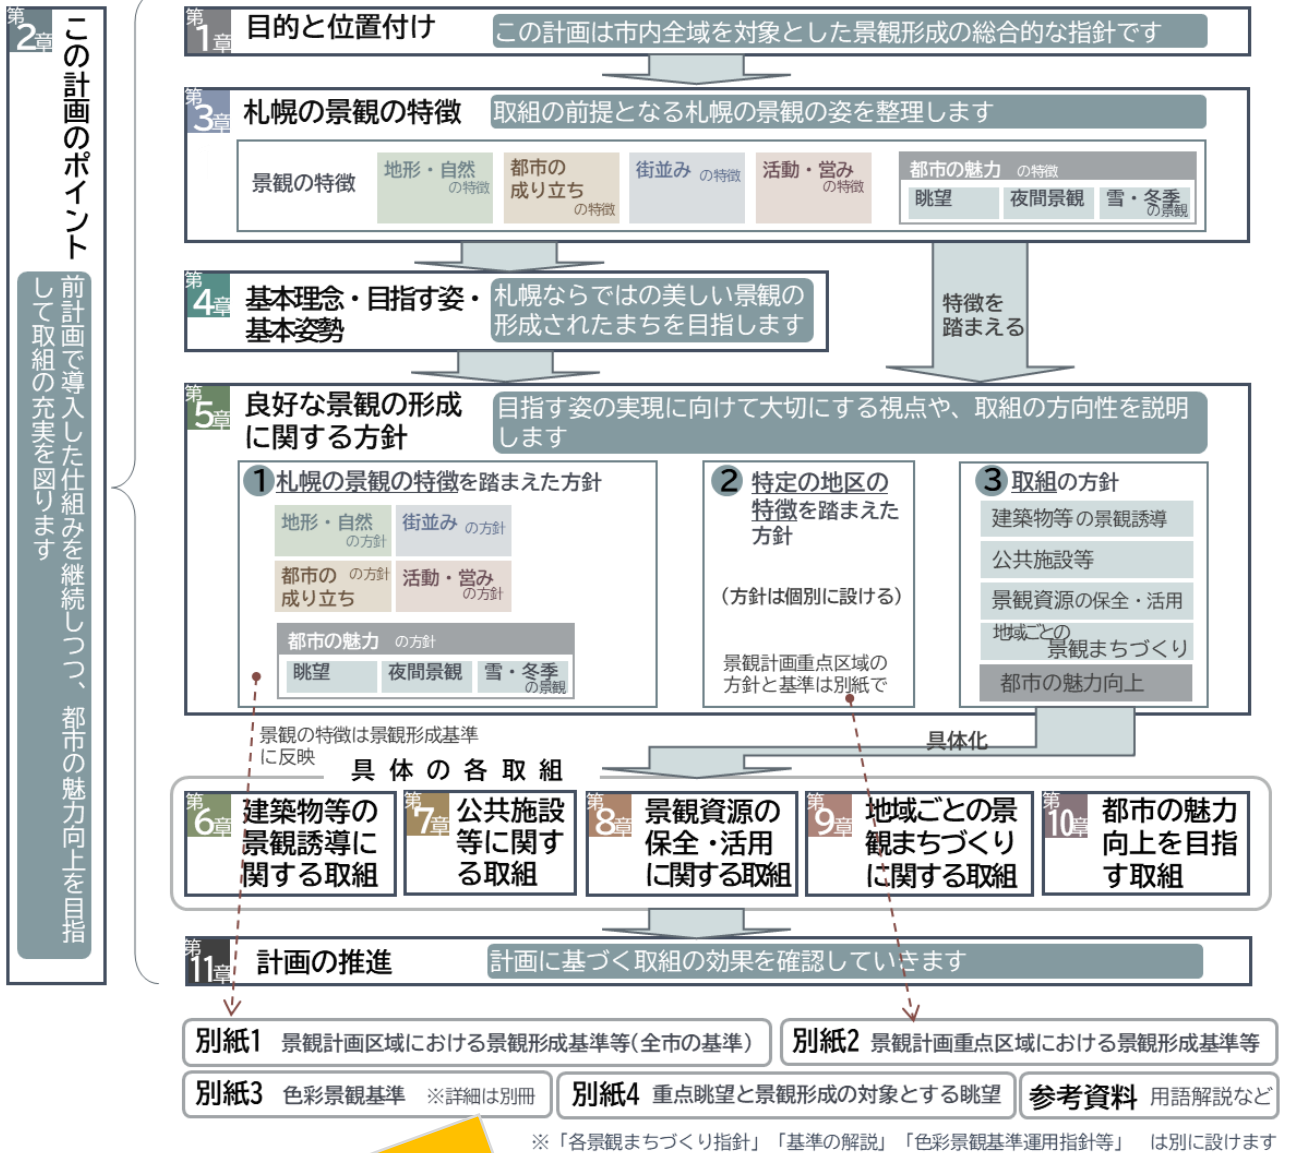 第2章
この計画のポイント
前計画で導入した仕組みを継続しつつ、都市の魅力向上を目指
して取組の充実を図ります
第1章
目的と位置付け
この計画は市内全域を対象とした景観形成の総合的な指針です
第3章
札幌の景観の特徴
取組の前提となる札幌の景観の姿を整理します
景観の特徴
地形・自然
の特徴
都市の
成り立ち
の特徴
街並み の特徴
活動・営み
の特徴
都市の魅力 の特徴
眺望
夜間景観
雪・冬季
の景観
第4章
基本理念・目指す姿・
基本姿勢
札幌ならではの美しい景観の
形成されたまちを目指します
特徴を
踏まえる
第5章
良好な景観の形成
に関する方針
目指す姿の実現に向けて大切にする視点や、取組の方向性を説明
します
1 札幌の景観の特徴を踏まえた方針
地形・自然
の方針
街並み の方針
都市の の方針
成り立ち
活動・営み
の方針
都市の魅力 の方針
眺望
夜間景観
雪・冬季
の景観
2 特定の地区の
特徴を踏まえた
方針
(方針は個別に設ける)
景観計画重点区域の
方針と基準は別紙で
3 取組の方針
建築物等の景観誘導
公共施設等
景観資源の保全・活用
地域ごとの
景観まちづくり
都市の魅力向上
景観の特徴は景観形成基準
に反映
具体化
具体の各取組
第6章
建築物等の
景観誘導に
関する取組
第7章
公共施設
等に関す
る取組
第8章
景観資源の
保全・活用
に関する取組
第9章
地域ごとの景
観まちづくり
に関する取組
第10章
都市の魅力
向上を目指
す取組
第11章
計画の推進
計画に基づく取組の効果を確認していきます
別紙1 景観計画区域における景観形成基準等(全市の基準)
別紙2 景観計画重点区域における景観形成基準等
別紙3 色彩景観基準 ※詳細は別冊
別紙4 重点眺望と景観形成の対象とする眺望
参考資料 用語解説など
※「各景観まちづくり指針」「基準の解説」「色彩景観基準運用指針等」 は別に設けます